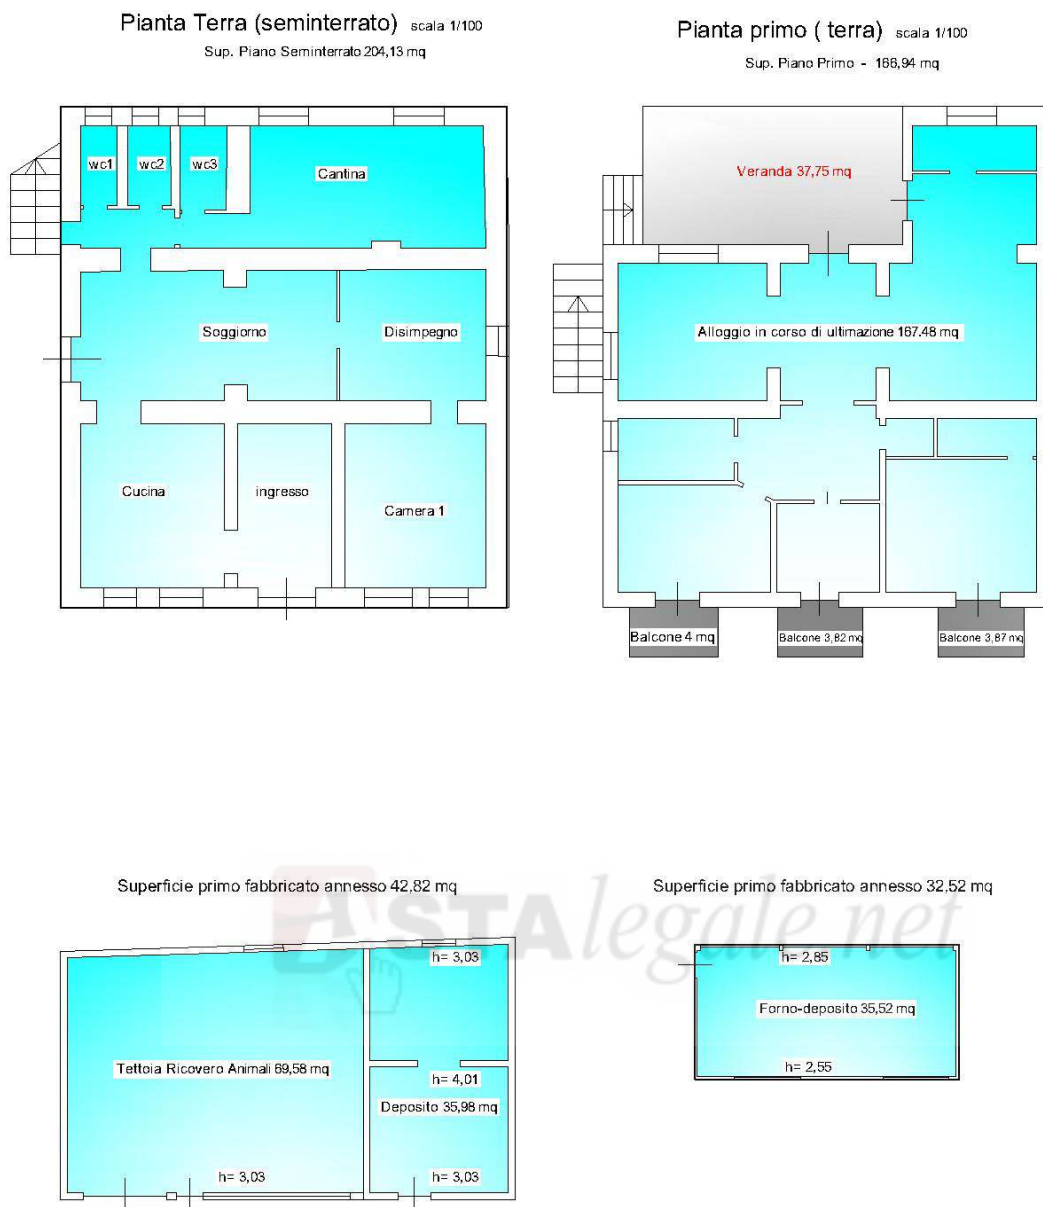 Pianta Terra (seminterrato) scala 1/100
Sup. Piano Seminterrato 204,13 mq
Pianta primo ( terra) scala 1/100
Sup. Piano Primo - 166,94 mq
wc1
wc2
wc3
Cantina
Soggiorno
Disimpegno
Cucina
ingresso
Camera 1
Veranda 37,75 mq
Alloggio in corso di ultimazione 167.48 mq
Balcone 4 mq
Balcone 3,82 mq
Balcone 3,87 mq
Superficie primo fabbricato annesso 42,82 mq
Superficie primo fabbricato annesso 32,52 mq
ASTAlegale.net
h= 3,03
Tettoia Ricovero Animali 69,58 mq
h= 4,01
Deposito 35,98 mq
h= 3,03
h= 3,03
h= 2,85
Forno-deposito 35,52 mq
h= 2,55